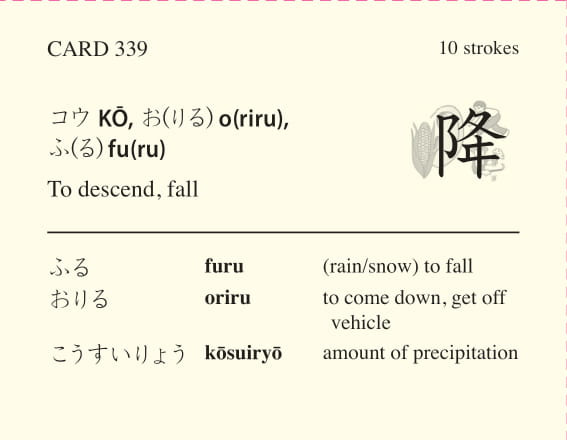 CARD 339
10 strokes
コウ KŌ, お(りる) o(riru),
ふ(る) fu(ru)
降
To descend, fall
ふる furu (rain/snow) to fall
おりる oriru to come down, get off
vehicle
こうすいりょう kōsuiryō amount of precipitation